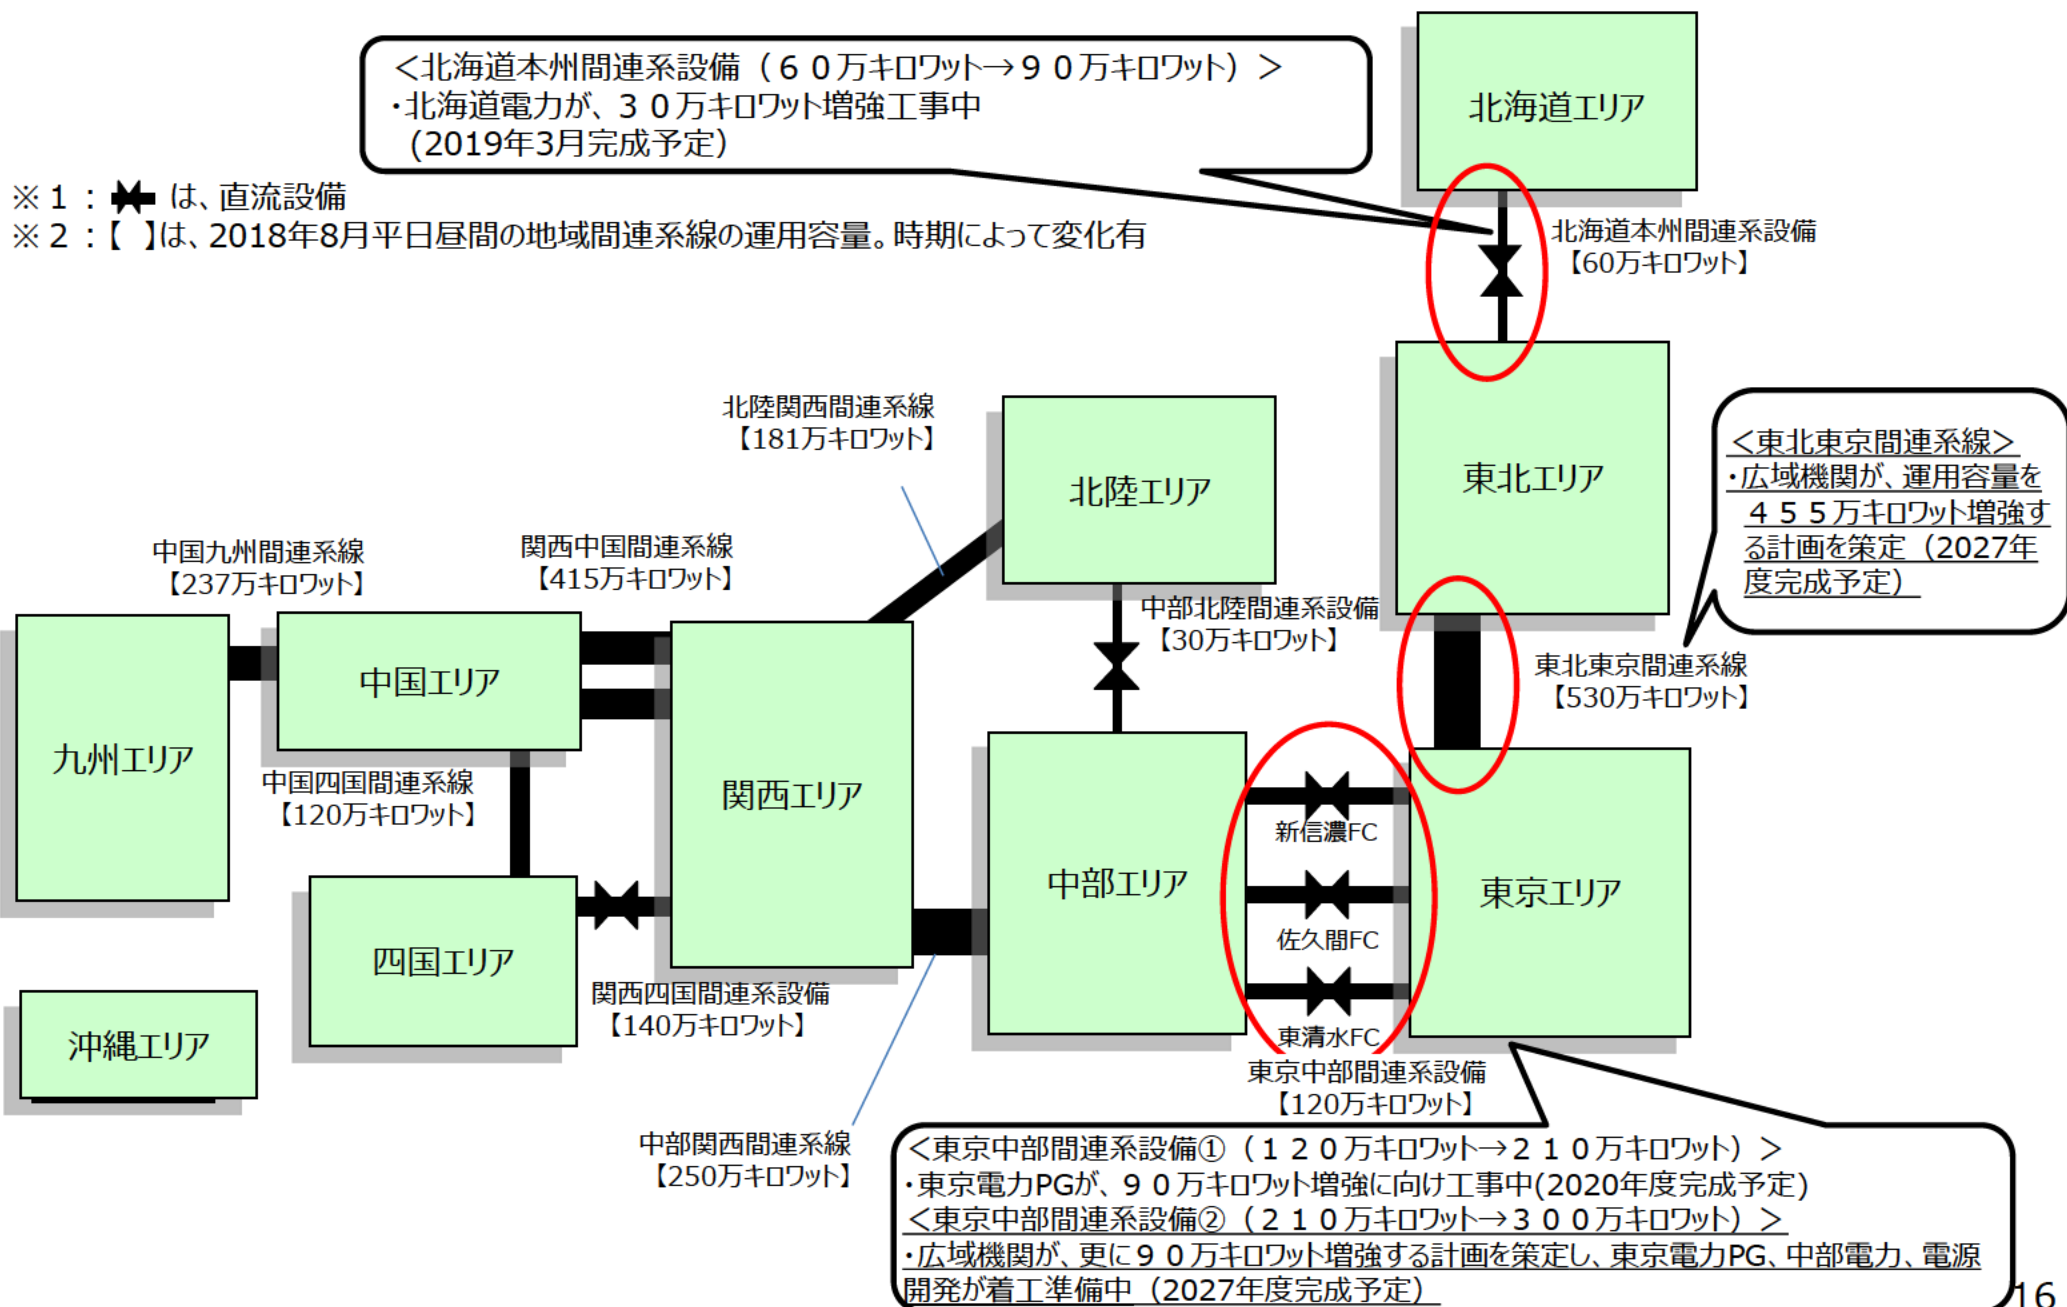 ＜北海道本州間連系設備（６０万キロワット→９０万キロワット）＞
・北海道電力が、３０万キロワット増強工事中
(2019年3月完成予定)
北海道エリア
※１：　は、直流設備
※２：【　】は、2018年8月平日昼間の地域間連系線の運用容量。時期によって変化有
北海道本州間連系設備
【60万キロワット】
北陸関西間連系線
【181万キロワット】
北陸エリア
東北エリア
＜東北東京間連系線＞
・広域機関が、運用容量を
４５５万キロワット増強す
る計画を策定（2027年
度完成予定）
中国九州間連系線
【237万キロワット】
関西中国間連系線
【415万キロワット】
中部北陸間連系設備
【30万キロワット】
東北東京間連系線
【530万キロワット】
九州エリア
中国エリア
関西エリア
中国四国間連系線
【120万キロワット】
中部エリア
新信濃FC
佐久間FC
東清水FC
東京エリア
四国エリア
関西四国間連系設備
【140万キロワット】
沖縄エリア
東京中部間連系設備
【120万キロワット】
中部関西間連系線
【250万キロワット】
＜東京中部間連系設備①（１２０万キロワット→２１０万キロワット）＞
・東京電力PGが、９０万キロワット増強に向け工事中(2020年度完成予定)
＜東京中部間連系設備②（２１０万キロワット→３００万キロワット）＞
・広域機関が、更に９０万キロワット増強する計画を策定し、東京電力PG、中部電力、電源
開発が着工準備中（2027年度完成予定）
16